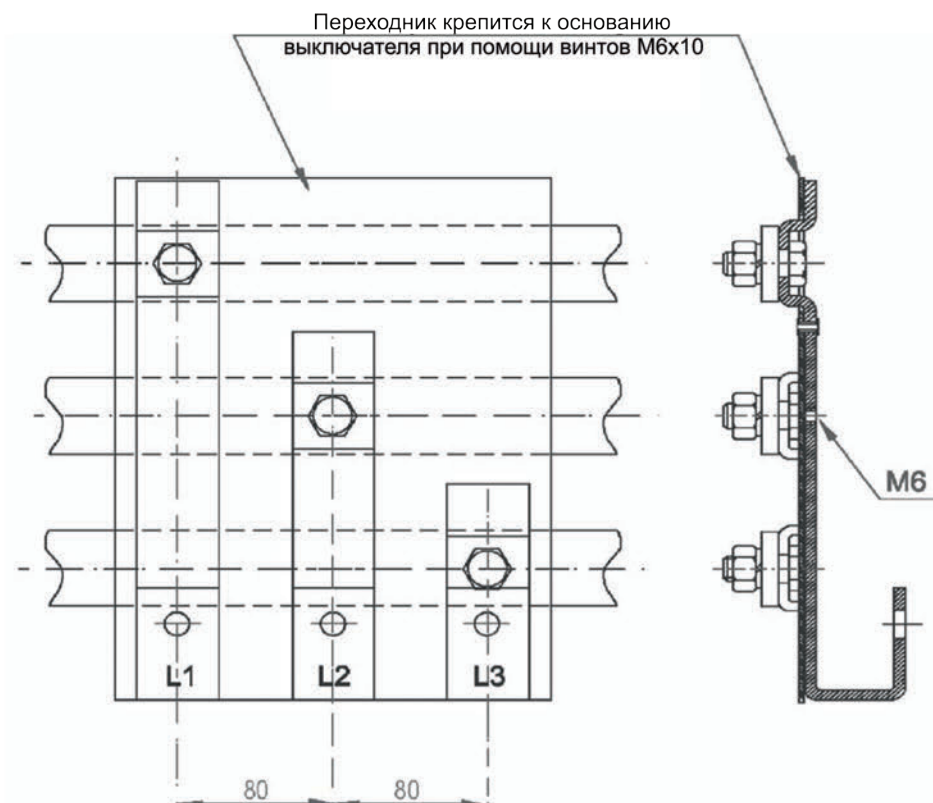 Переходник крепится к основанию
выключателя при помощи винтов М6х10
М6
L1 L2 L3
80 80